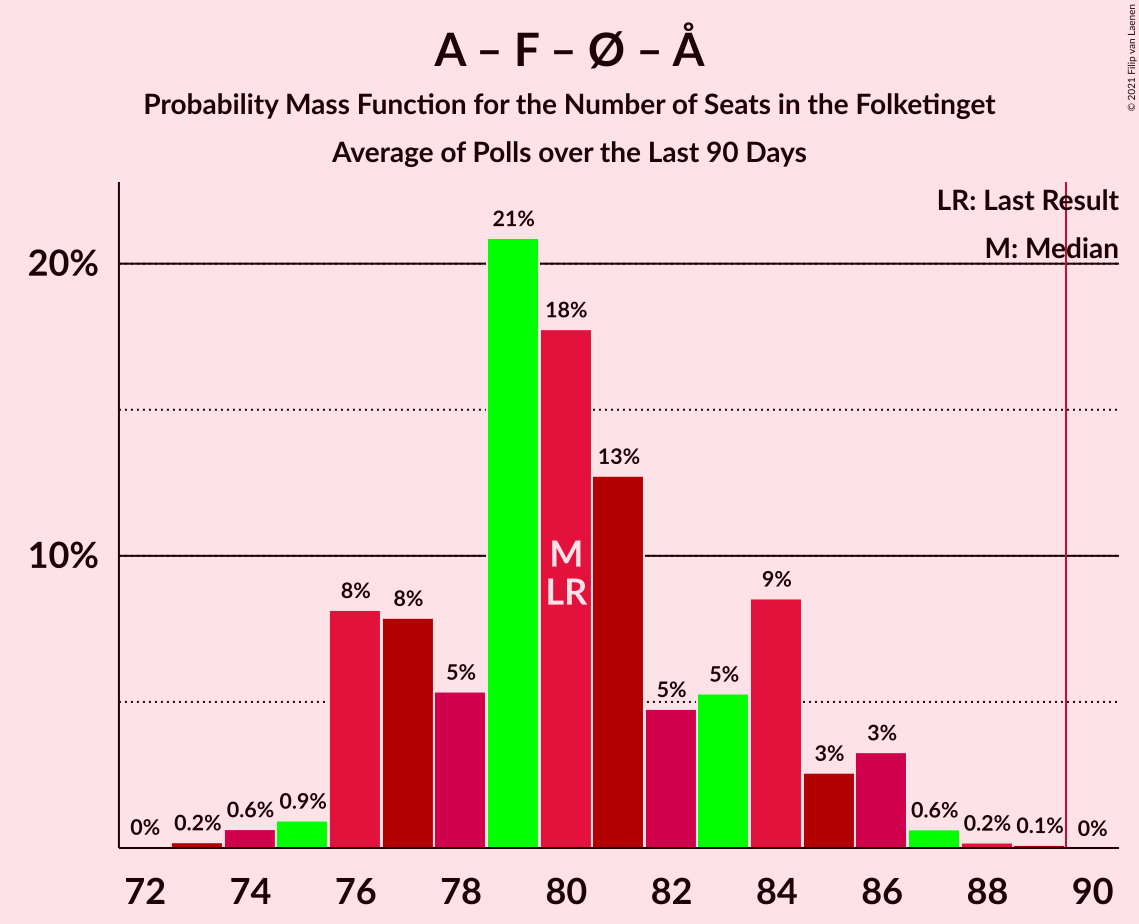 A – F – Ø – Å
Probability Mass Function for the Number of Seats in the Folketinget
Average of Polls over the Last 90 Days
© 2021 Filip van Laenen
LR: Last Result
M: Median
20%
10%
0%
0.2%
0.6%
0.9%
8%
8%
5%
21%
18%
13%
5%
5%
9%
3%
3%
0.6%
0.2%
0.1%
0%
M
LR
72 74 76 78 80 82 84 86 88 90